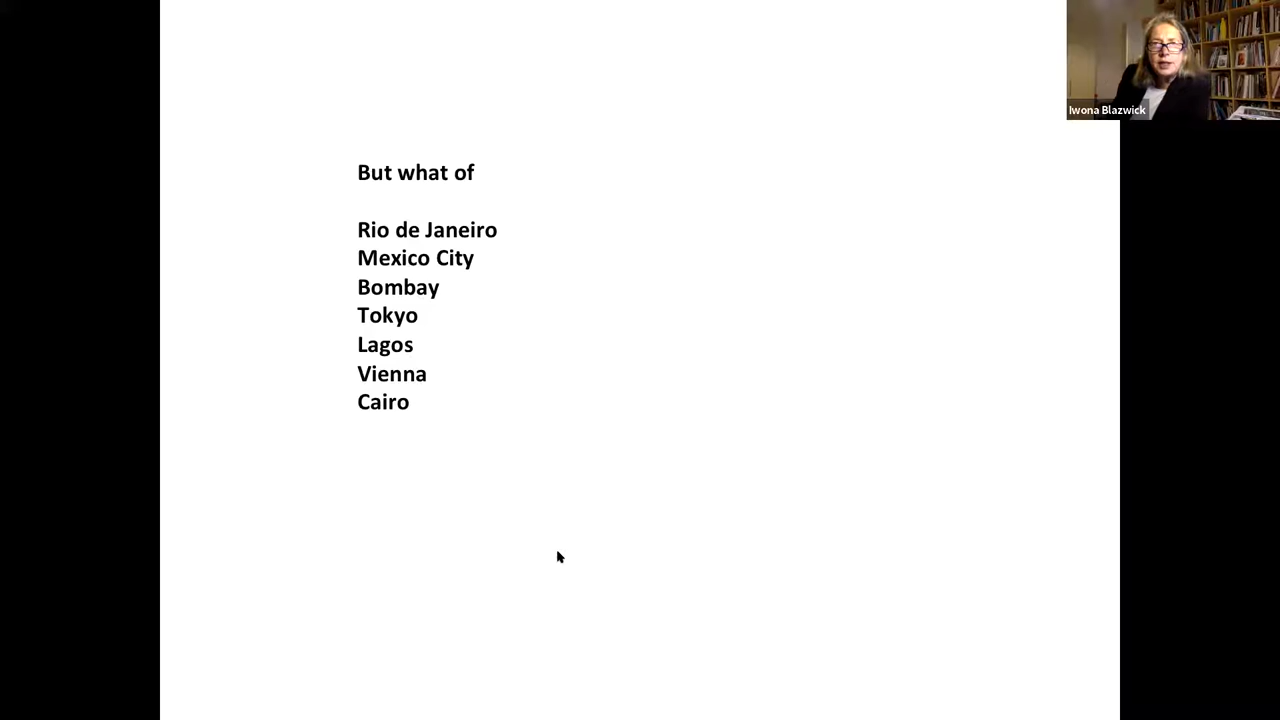 Iwona Blazwick
But what of
Rio de Janeiro
Mexico City
Bombay
Tokyo
Lagos
Vienna
Cairo